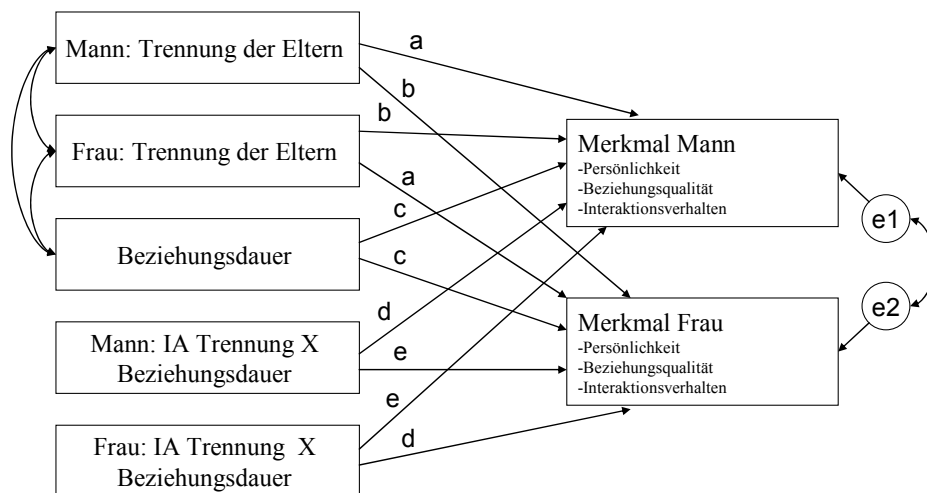 Mann: Trennung der Eltern
a
b
b
Frau: Trennung der Eltern
a
c
Beziehungsdauer
c
d
Mann: IA Trennung X
Beziehungsdauer
e
e
Frau: IA Trennung X
Beziehungsdauer
d
Merkmal Mann
-Persönlichkeit
-Beziehungsqualität
-Interaktionsverhalten
e1
Merkmal Frau
-Persönlichkeit
-Beziehungsqualität
-Interaktionsverhalten
e2